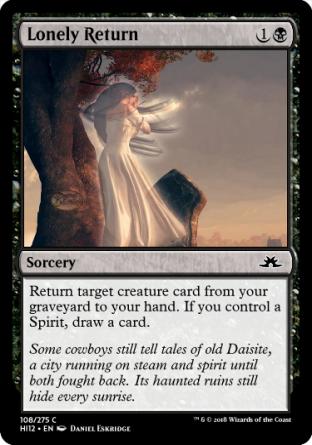 Lonely Return 1
Sorcery
Return target creature card from your
graveyard to your hand. If you control a
Spirit, draw a card.
Some cowboys still tell tales of old Daisite,
a city running on steam and spirit until
both fought back. Its haunted ruins still
hide every sunrise.
108/275 C
HI12 • EN DANIEL ESKRIDGE ™ & © 2018 Wizards of the Coast